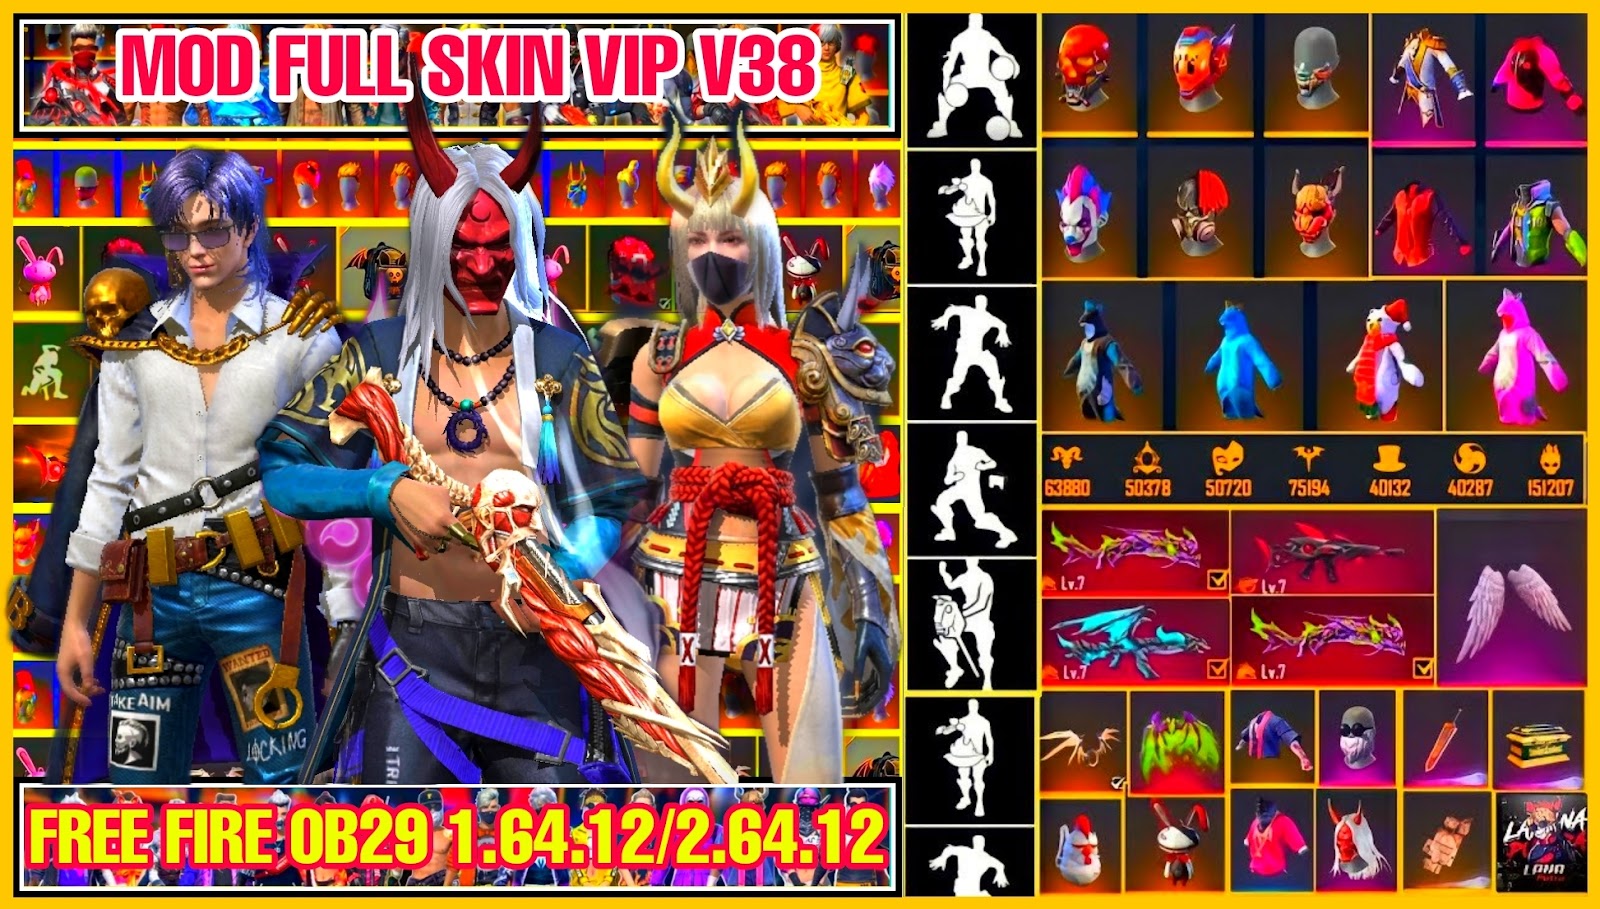 MOD FULL SKIN VIP V38
63880 50378 50720 75194 40132 40287 151207
Lv.7
Lv.7
Lv.7
Lv.7
WANTED
TAKE AIM
LOCKING
FREE FIRE OB29 1.64.12/2.64.12
LAVA